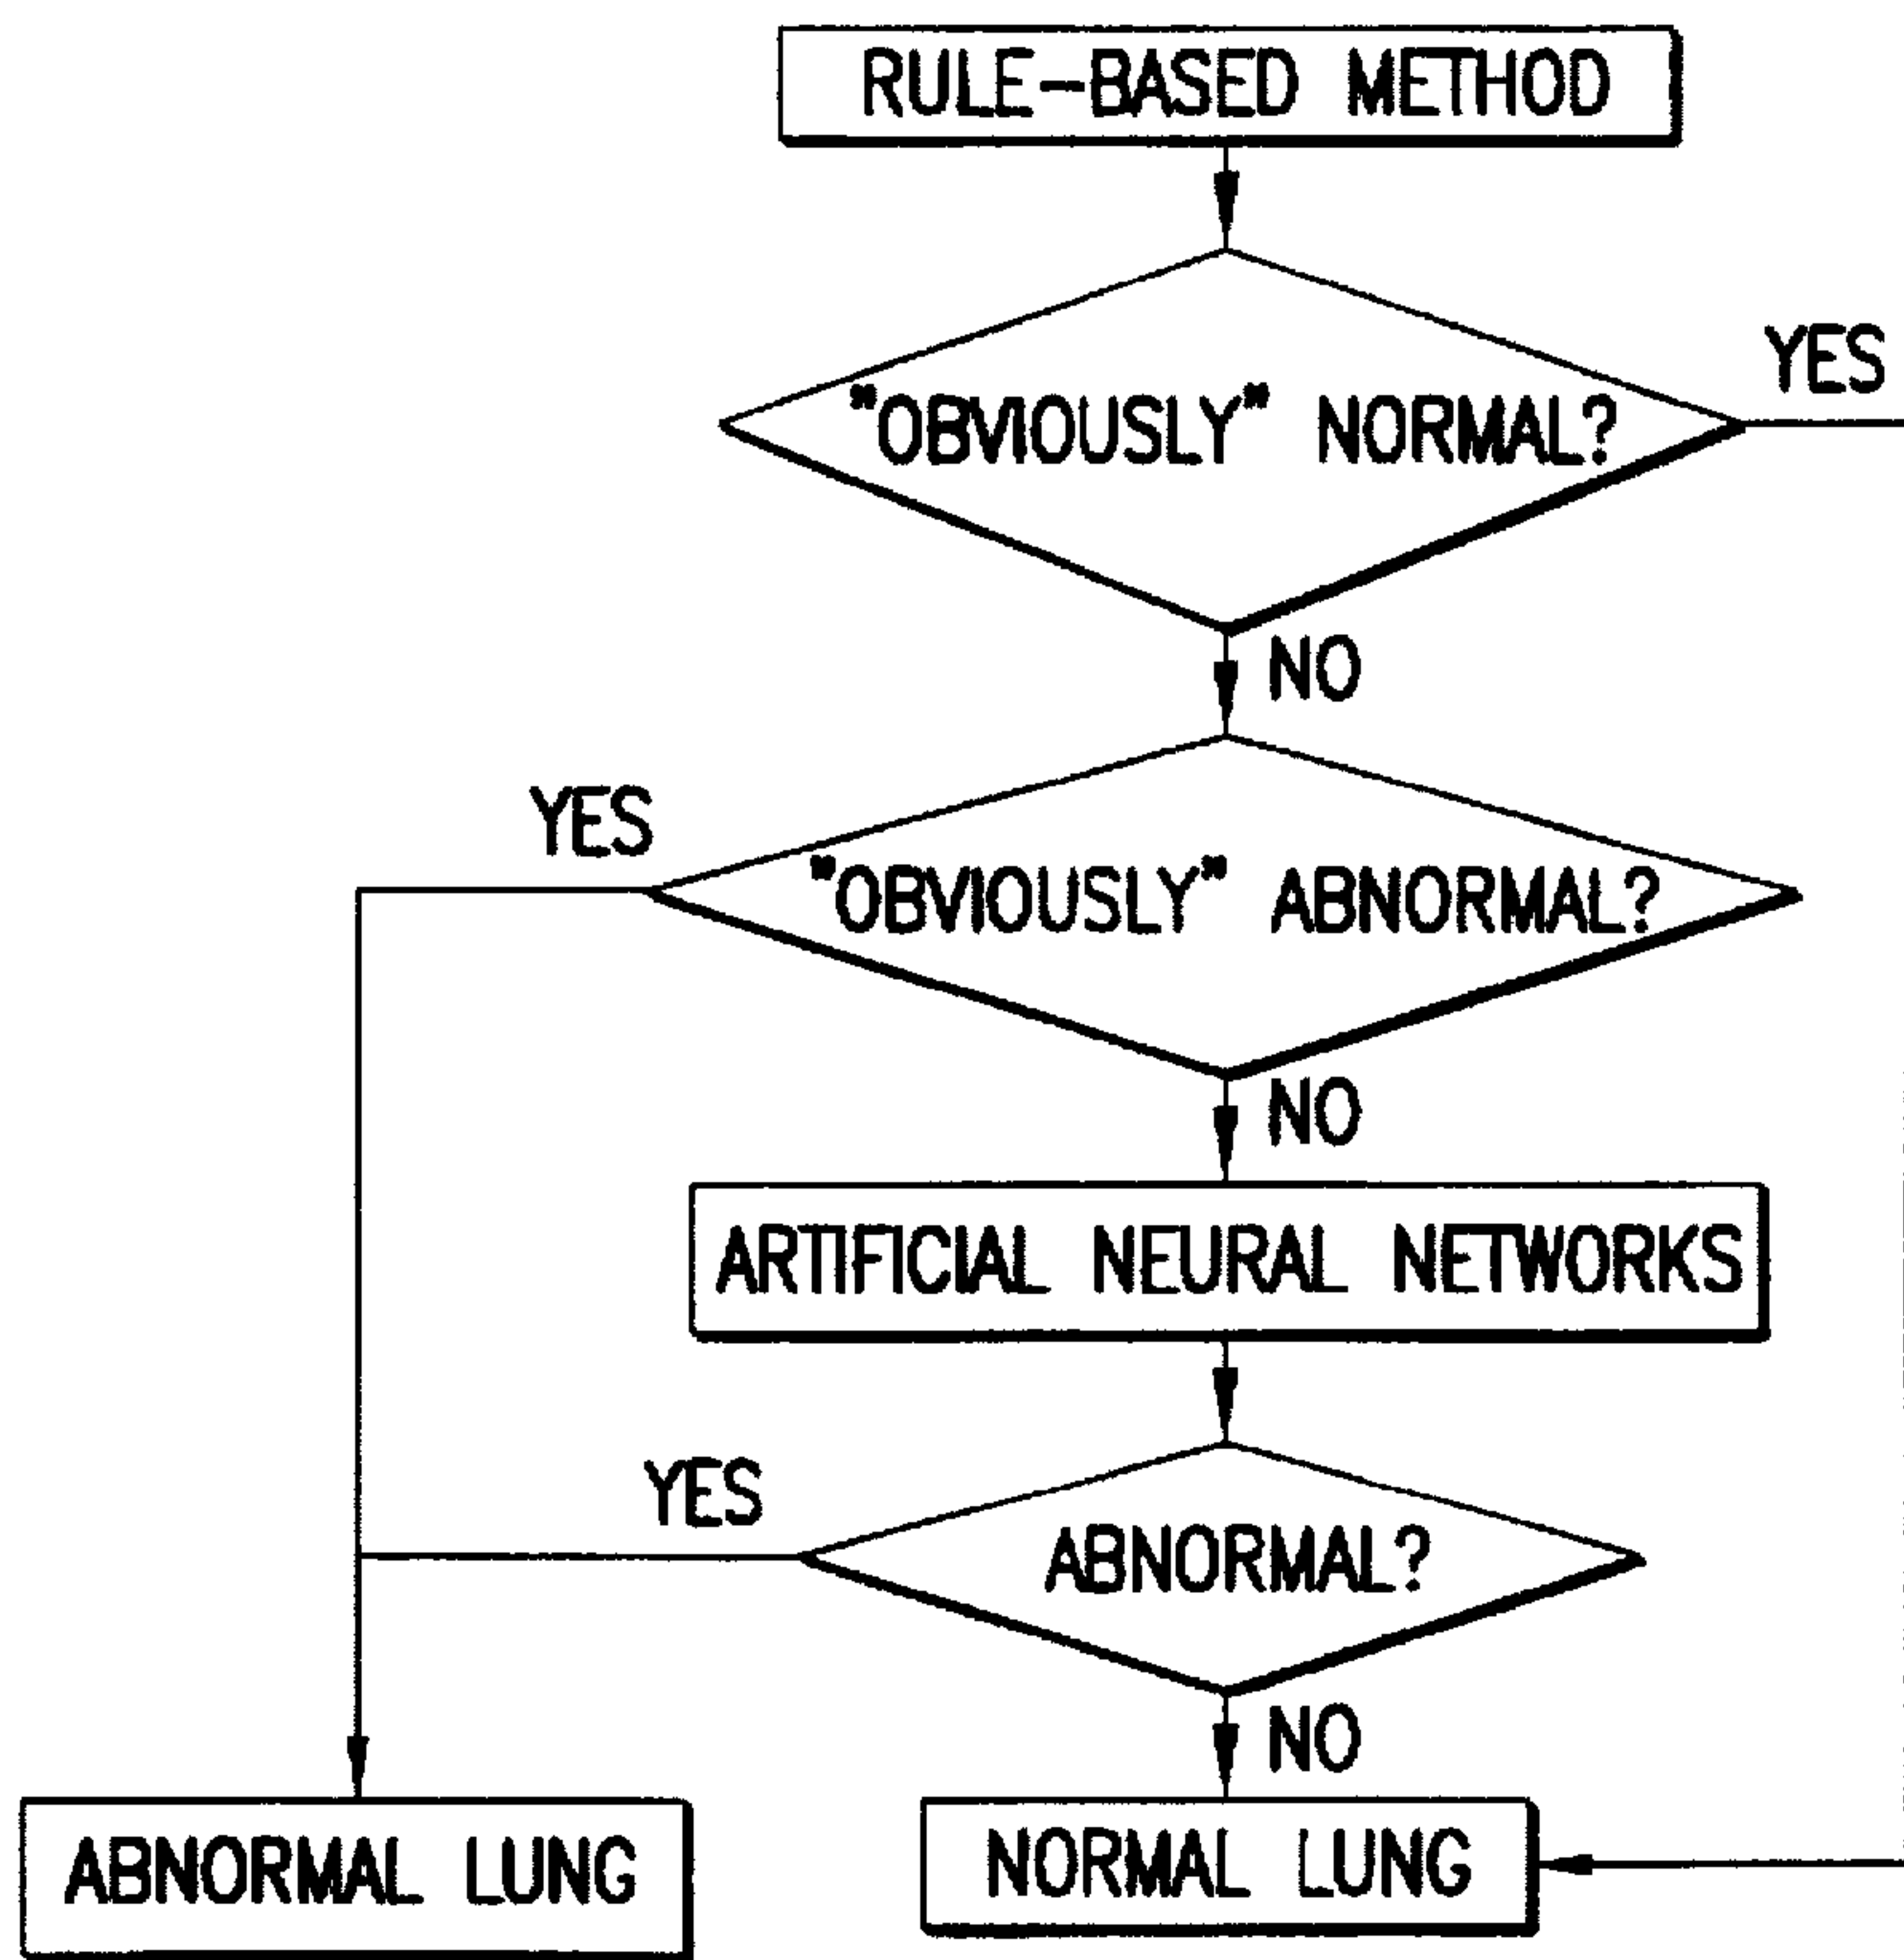 RULE-BASED METHOD
"OBVIOUSLY" NORMAL?
YES
NO
"OBVIOUSLY" ABNORMAL?
YES
NO
ARTIFICIAL NEURAL NETWORKS
ABNORMAL?
YES
NO
ABNORMAL LUNG
NORMAL LUNG